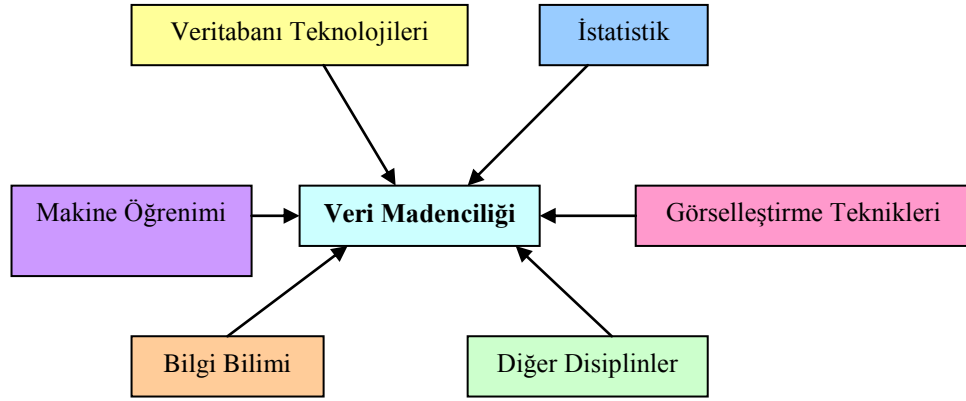 Veritabanı Teknolojileri
İstatistik
Makine Öğrenimi
Veri Madenciliği
Görselleştirme Teknikleri
Bilgi Bilimi
Diğer Disiplinler